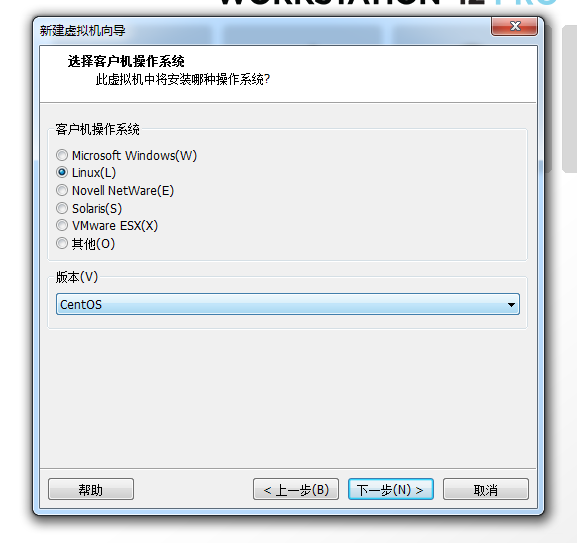 WORKSTATION 12 PRO
新建虚拟机向导
选择客户机操作系统
此虚拟机中将安装哪种操作系统?
客户机操作系统
Microsoft Windows(W)
Linux(L)
Novell NetWare(E)
Solaris(S)
VMware ESX(X)
其他(O)
版本(V)
CentOS
帮助
< 上一步(B)
下一步(N) >
取消